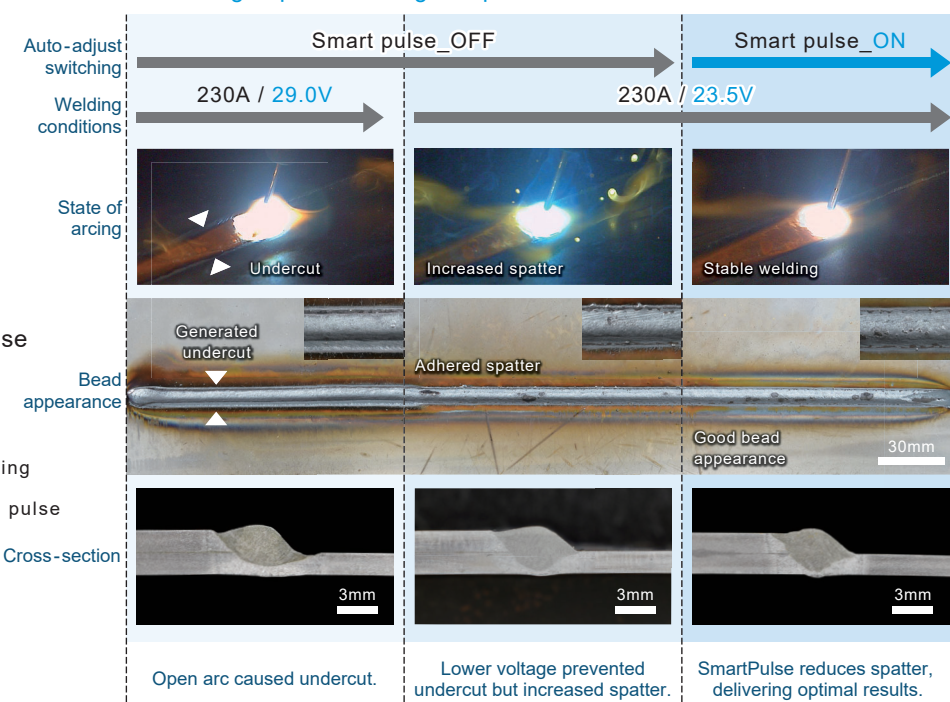 Auto-adjust
switching
Smart pulse_OFF
Smart pulse_ON
Welding
conditions
230A / 29.0V
230A / 23.5V
State of
arcing
Undercut
Increased spatter
Stable welding
se
Bead
appearance
Generated
undercut
Adhered spatter
Good bead
appearance
30mm
ing
pulse
Cross-section
3mm
3mm
3mm
Open arc caused undercut.
Lower voltage prevented
undercut but increased spatter.
SmartPulse reduces spatter,
delivering optimal results.